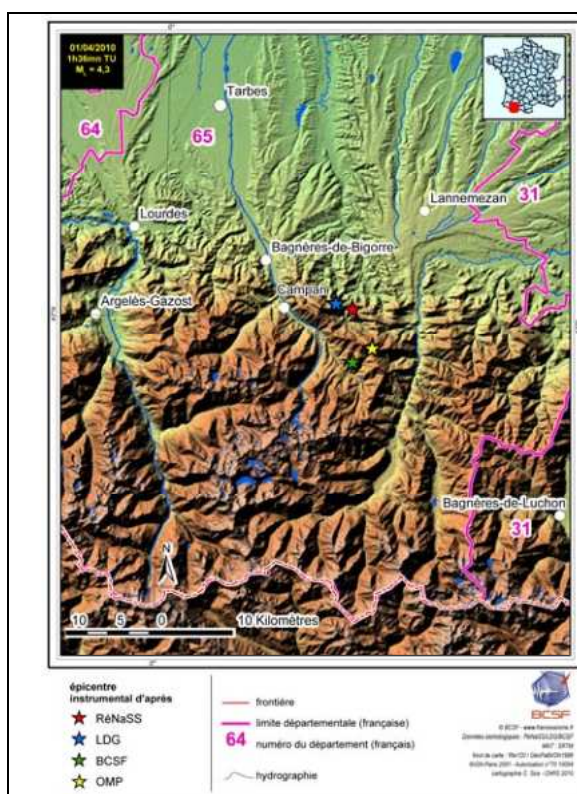 0°
01/04/2010
1h36mn TU
ML = 4,3
Tarbes
64
65
Lannemezan
31
Lourdes
Bagnères-de-Bigorre
Campan
Argelès-Gazost
Bagnères-de-Luchon
31
N
10 5 0 10 Kilomètres
0°
épicentre
instrumental d'après
RéNaSS
LDG
BCSF
OMP
frontière
limite départementale (française)
64 numéro du département (français)
hydrographie
BCSF